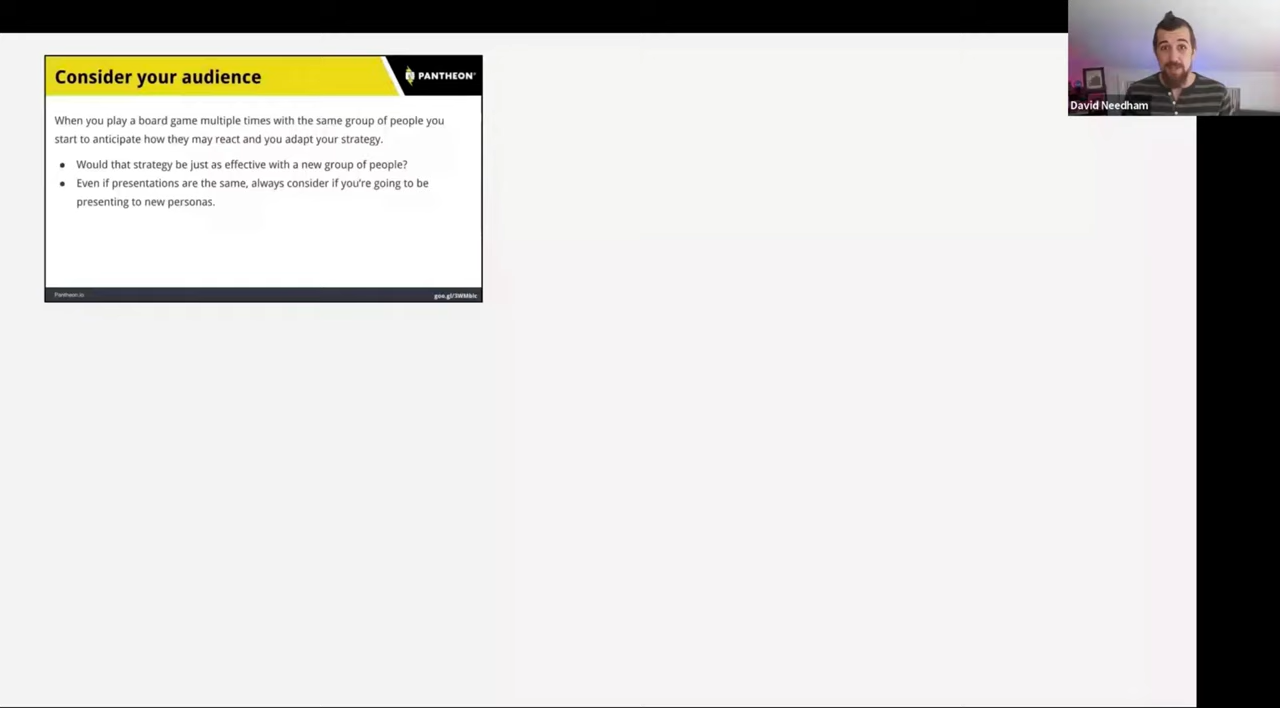 Consider your audience
PANTHEON
When you play a board game multiple times with the same group of people you
start to anticipate how they may react and you adapt your strategy.
● Would that strategy be just as effective with a new group of people?
● Even if presentations are the same, always consider if you're going to be
presenting to new personas.
Pantheon.io
David Needham